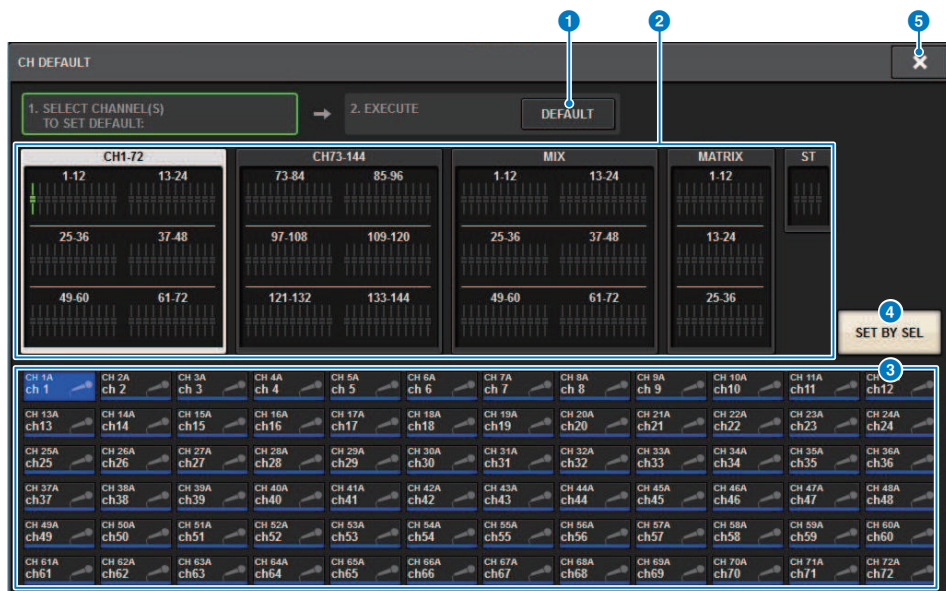 1 2 5
CH DEFAULT
1. SELECT CHANNEL(S)
TO SET DEFAULT:
2. EXECUTE
DEFAULT
CH1-72 CH73-144 MIX MATRIX ST
1-12 13-24 73-84 85-96 1-12 13-24 1-12
25-36 37-48 97-108 109-120 25-36 37-48 13-24
49-60 61-72 121-132 133-144 49-60 61-72 25-36
4
SET BY SEL
3
CH 1A CH 2A CH 3A CH 4A CH 5A CH 6A CH 7A CH 8A CH 9A CH 10A CH 11A CH
ch 1 ch 2 ch 3 ch 4 ch 5 ch 6 ch 7 ch 8 ch 9 ch10 ch11 ch12
CH 13A CH 14A CH 15A CH 16A CH 17A CH 18A CH 19A CH 20A CH 21A CH 22A CH 23A CH 24A
ch13 ch14 ch15 ch16 ch17 ch18 ch19 ch20 ch21 ch22 ch23 ch24
CH 25A CH 26A CH 27A CH 28A CH 29A CH 30A CH 31A CH 32A CH 33A CH 34A CH 35A CH 36A
ch25 ch26 ch27 ch28 ch29 ch30 ch31 ch32 ch33 ch34 ch35 ch36
CH 37A CH 38A CH 39A CH 40A CH 41A CH 42A CH 43A CH 44A CH 45A CH 46A CH 47A CH 48A
ch37 ch38 ch39 ch40 ch41 ch42 ch43 ch44 ch45 ch46 ch47 ch48
CH 49A CH 50A CH 51A CH 52A CH 53A CH 54A CH 55A CH 56A CH 57A CH 58A CH 59A CH 60A
ch49 ch50 ch51 ch52 ch53 ch54 ch55 ch56 ch57 ch58 ch59 ch60
CH 61A CH 62A CH 63A CH 64A CH 65A CH 66A CH 67A CH 68A CH 69A CH 70A CH 71A CH 72A
ch61 ch62 ch63 ch64 ch65 ch66 ch67 ch68 ch69 ch70 ch71 ch72